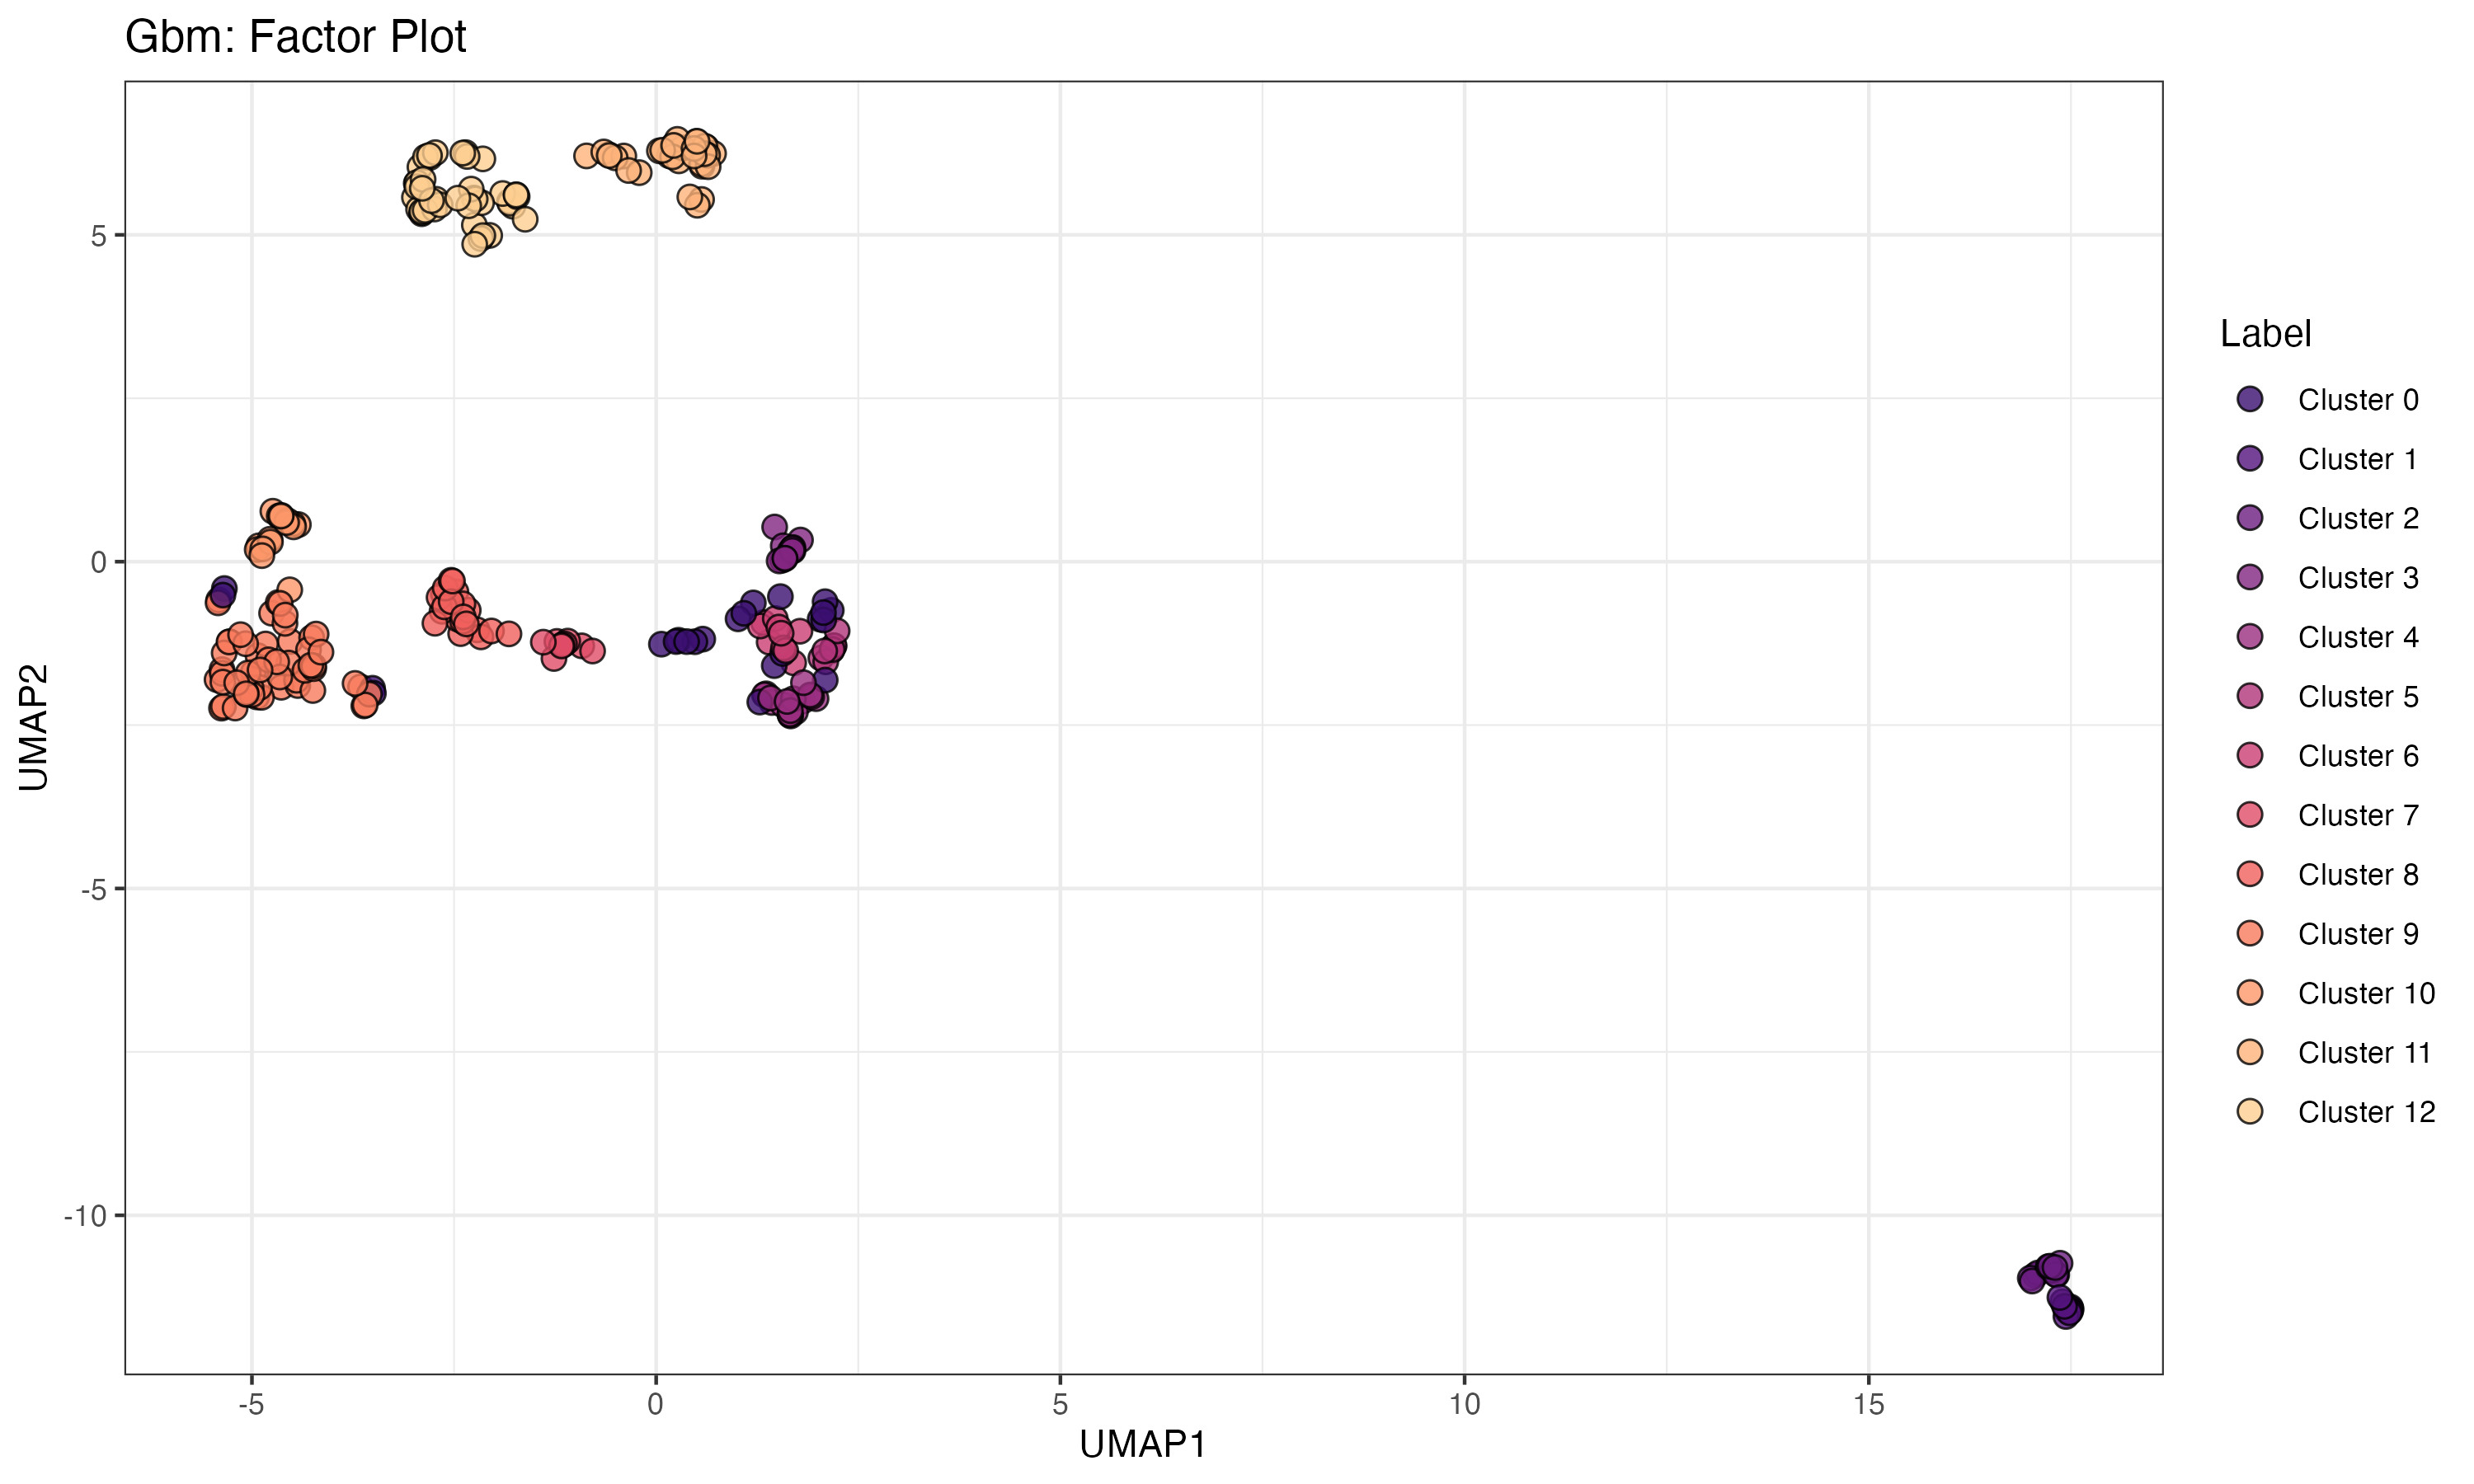 Gbm: Factor Plot
5
0
-5
-10
UMAP2
-5
0
5
10
15
UMAP1
Label
Cluster 0
Cluster 1
Cluster 2
Cluster 3
Cluster 4
Cluster 5
Cluster 6
Cluster 7
Cluster 8
Cluster 9
Cluster 10
Cluster 11
Cluster 12